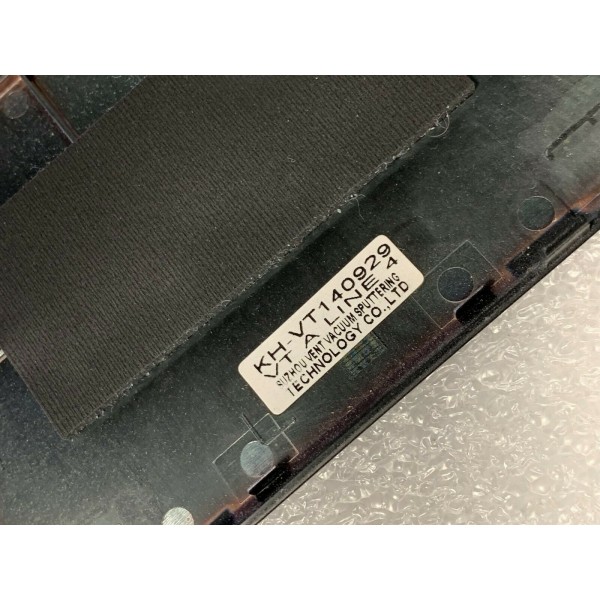 KH-VT140929
VT A LINE 4
SUZHOU VENT VACUUM SPUTTERING
TECHNOLOGY CO.,LTD